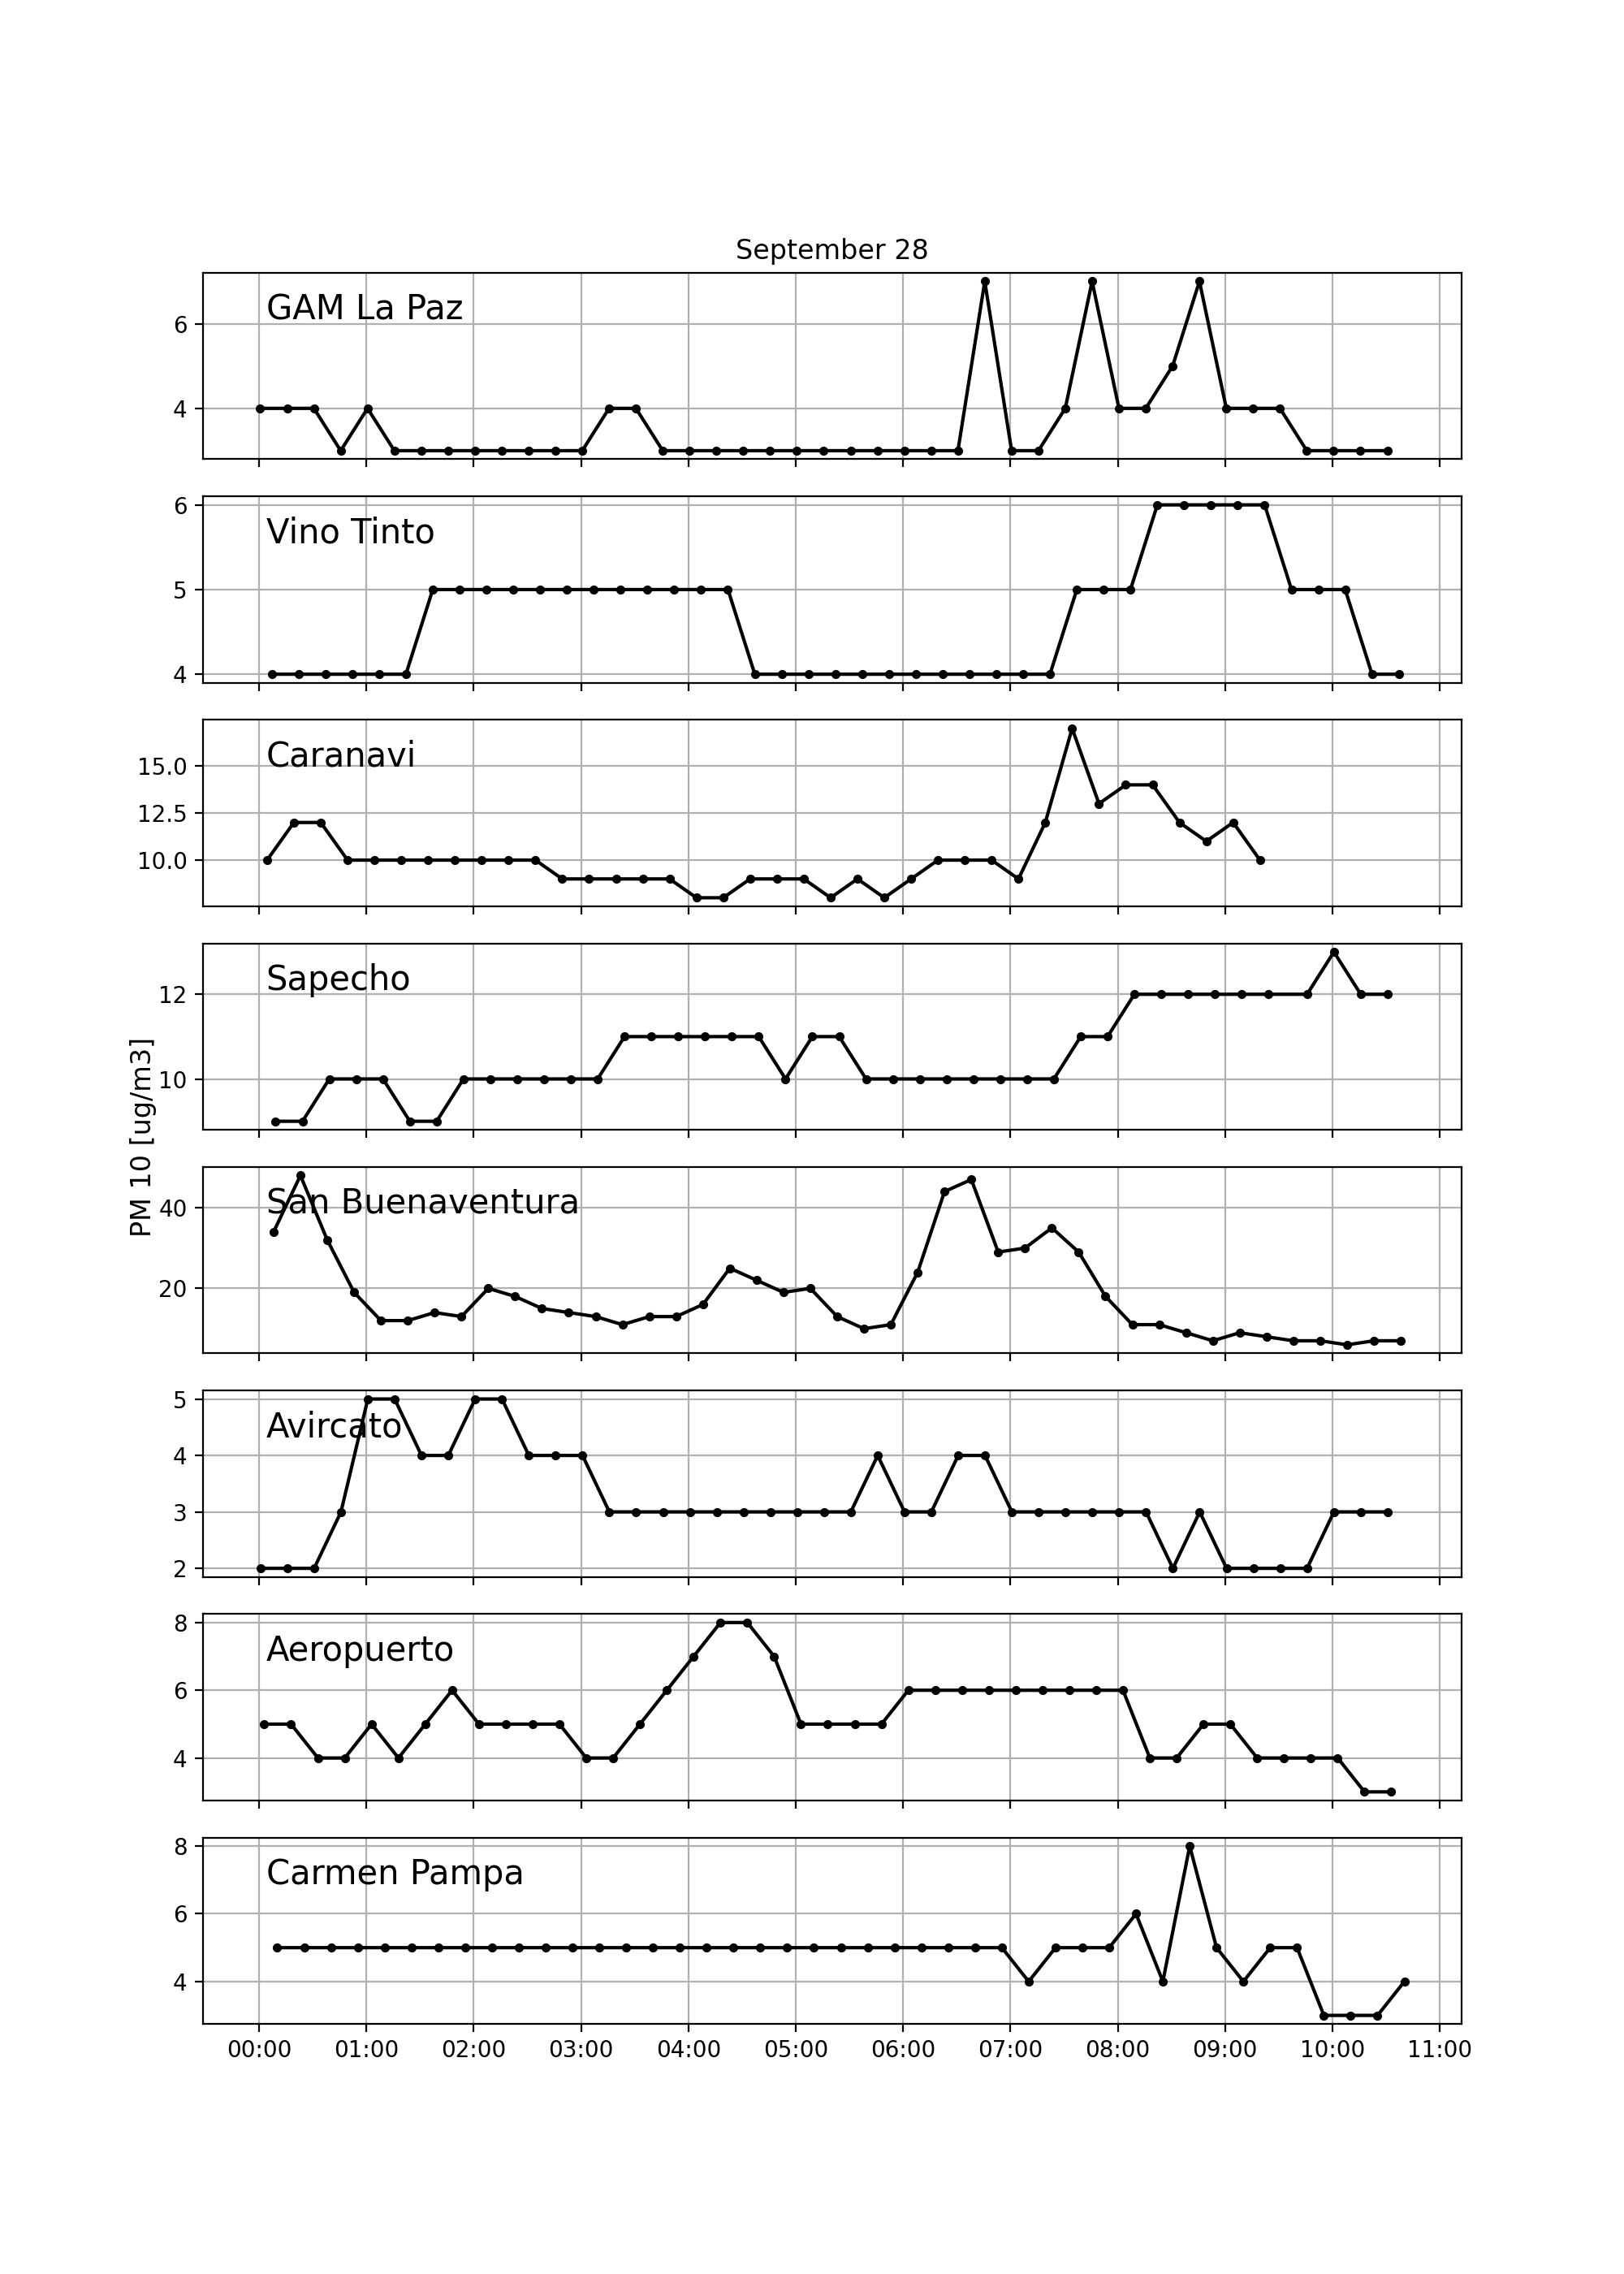 September 28
GAM La Paz
6
4
Vino Tinto
6
5
4
Caranavi
15.0
12.5
10.0
Sapecho
12
10
PM 10 [ug/m3]
San Buenaventura
40
20
Avircato
5
4
3
2
Aeropuerto
8
6
4
Carmen Pampa
8
6
4
00:00 01:00 02:00 03:00 04:00 05:00 06:00 07:00 08:00 09:00 10:00 11:00